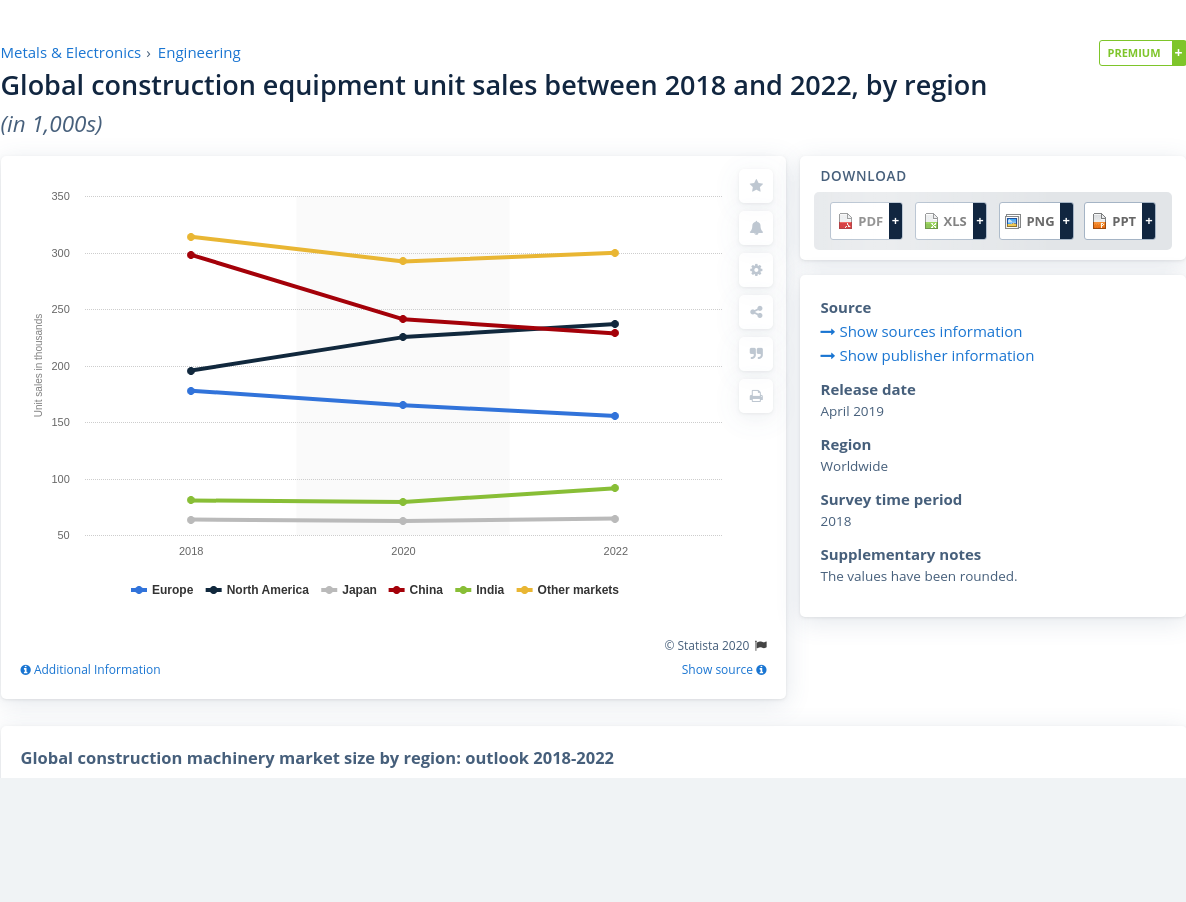 Metals & Electronics › Engineering
PREMIUM +
Global construction equipment unit sales between 2018 and 2022, by region
(in 1,000s)
350
300
250
200
150
100
50
Unit sales in thousands
2018 2020 2022
Europe North America Japan China India Other markets
© Statista 2020
Additional Information Show source
DOWNLOAD
PDF + XLS + PNG + PPT +
Source
Show sources information
Show publisher information
Release date
April 2019
Region
Worldwide
Survey time period
2018
Supplementary notes
The values have been rounded.
Global construction machinery market size by region: outlook 2018-2022